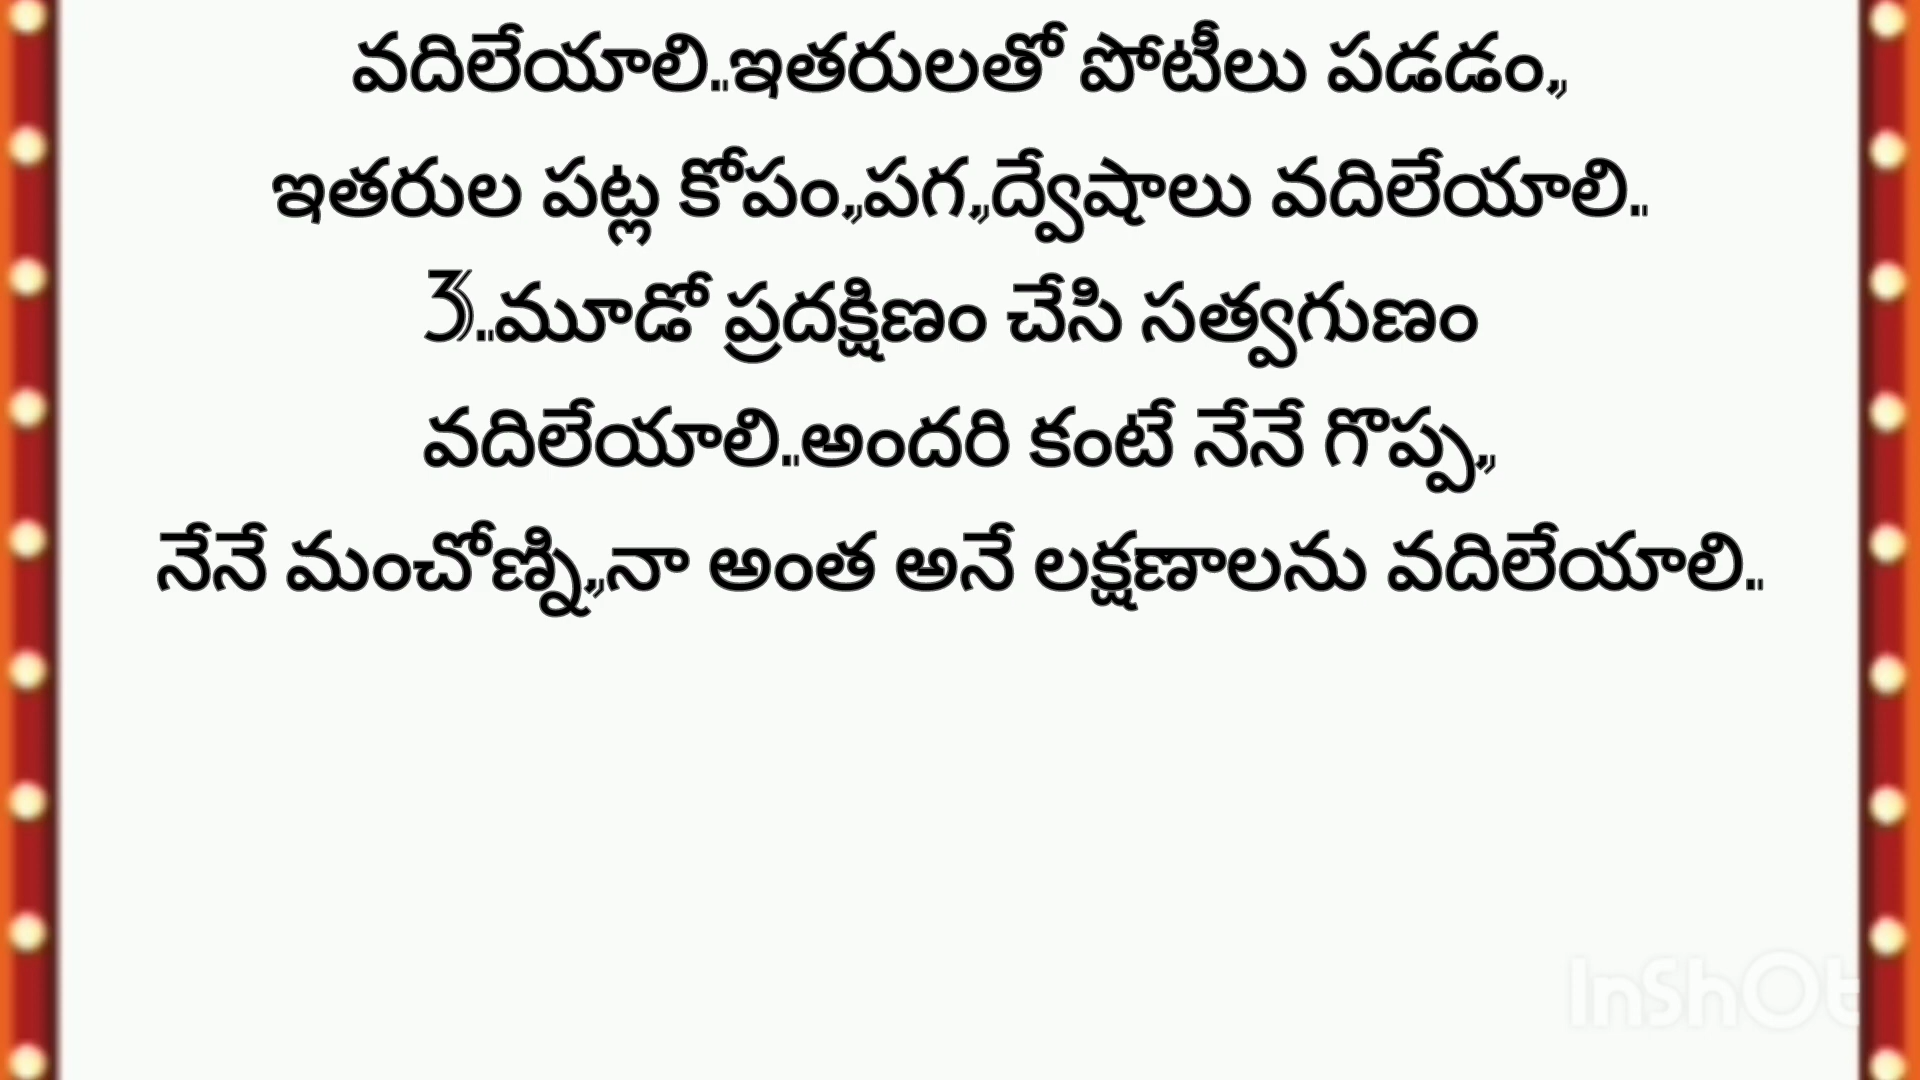 వదిలేయాలి..ఇతరులతో పోటీలు పడడం,,
ఇతరుల పట్ల కోపం,,పగ,,ద్వేషాలు వదిలేయాలి..
3..మూడో ప్రదక్షిణం చేసి సత్వగుణం
వదిలేయాలి..అందరి కంటే నేనే గొప్ప,,
నేనే మంచోణ్ని,,నా అంత అనే లక్షణాలను వదిలేయాలి..
InShOt